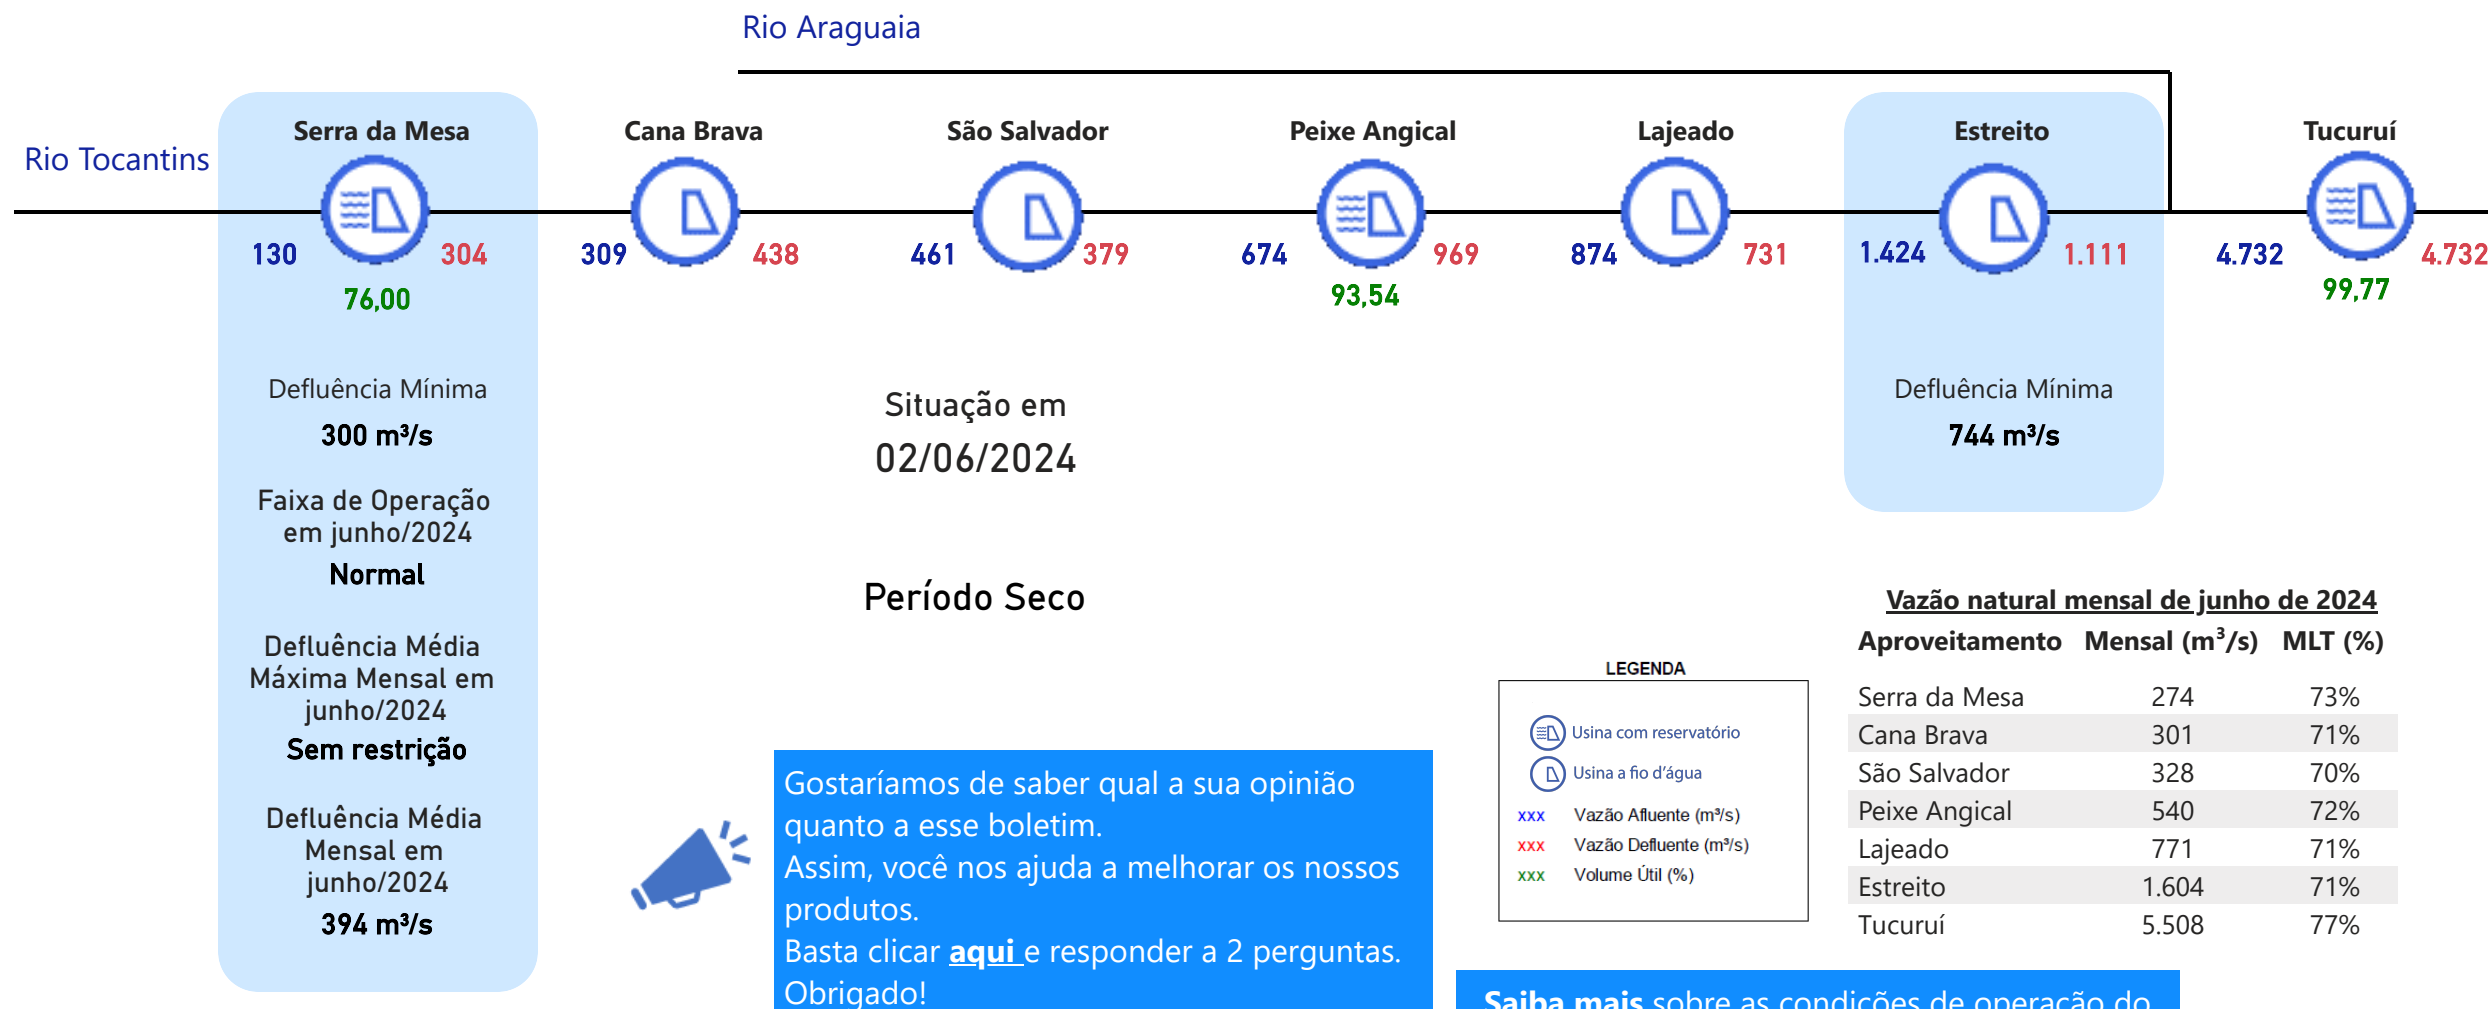 Rio Araguaia
Rio Tocantins
Serra da Mesa
Cana Brava
São Salvador
Peixe Angical
Lajeado
Estreito
Tucuruí
130
304
309
438
461
379
674
969
874
731
1.424
1.111
4.732
4.732
76,00
93,54
99,77
Defluência Mínima
300 m³/s
Faixa de Operação
em junho/2024
Normal
Defluência Média
Máxima Mensal em
junho/2024
Sem restrição
Defluência Média
Mensal em
junho/2024
394 m³/s
Situação em
02/06/2024
Período Seco
Defluência Mínima
744 m³/s
Gostaríamos de saber qual a sua opinião
quanto a esse boletim.
Assim, você nos ajuda a melhorar os nossos
produtos.
Basta clicar aqui e responder a 2 perguntas.
Obrigado!
LEGENDA
Usina com reservatório
Usina a fio d'água
xxx Vazão Afluente (m³/s)
xxx Vazão Defluente (m³/s)
xxx Volume Útil (%)
Vazão natural mensal de junho de 2024
Aproveitamento Mensal (m³/s) MLT (%)
Serra da Mesa 274 73%
Cana Brava 301 71%
São Salvador 328 70%
Peixe Angical 540 72%
Lajeado 771 71%
Estreito 1.604 71%
Tucuruí 5.508 77%
Saiba mais sobre as condições de operação do